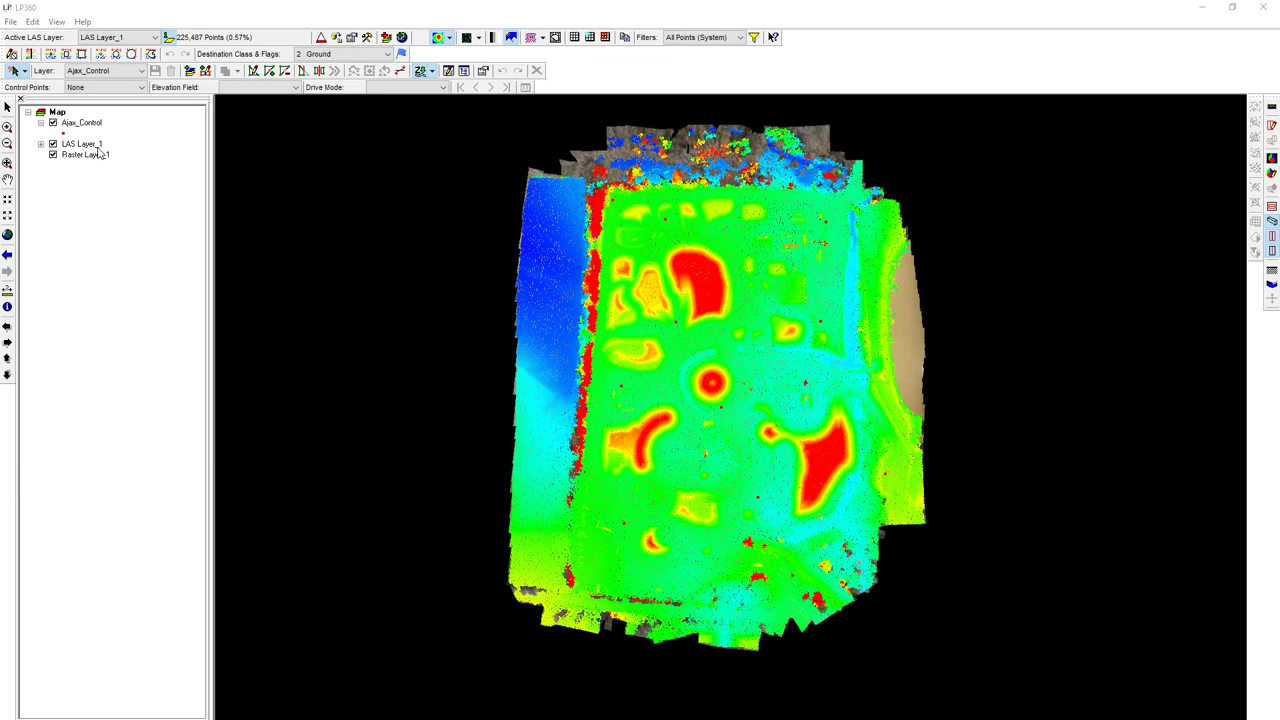 LP360
File Edit View Help
Active LAS Layer: LAS Layer_1 225,487 Points (0.57%) Filters: All Points (System)
Destination Class & Flags: 2 Ground
Layer: Ajax_Control
Control Points: None Elevation Field: Drive Mode:
Map
Ajax_Control
LAS Layer_1
Raster Layer_1